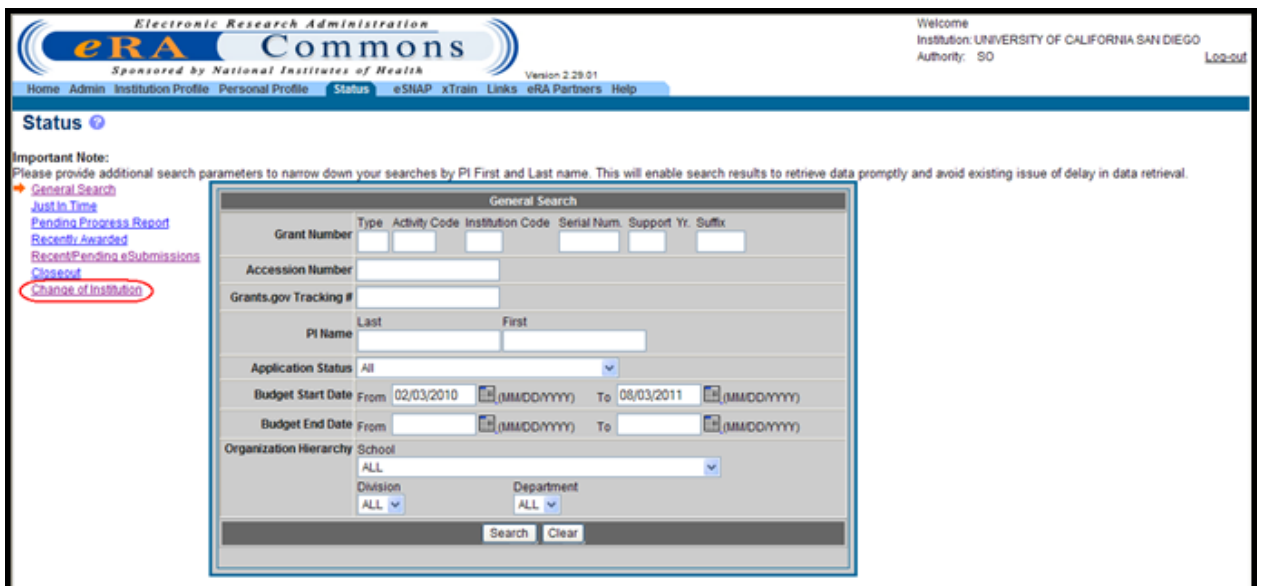 Electronic Research Administration
eRA Commons
Sponsored by National Institutes of Health
Version 2.29.01
Welcome
Institution: UNIVERSITY OF CALIFORNIA SAN DIEGO
Authority: SO
Log-out
Home Admin Institution Profile Personal Profile Status eSNAP xTrain Links eRA Partners Help
Status ?
Important Note:
Please provide additional search parameters to narrow down your searches by PI First and Last name. This will enable search results to retrieve data promptly and avoid existing issue of delay in data retrieval.
General Search
Just In Time
Pending Progress Report
Recently Awarded
Recent/Pending eSubmissions
Closeout
Change of Institution
General Search
Type Activity Code Institution Code Serial Num. Support Yr. Suffix
Grant Number
Accession Number
Grants.gov Tracking #
Last First
PI Name
Application Status All
Budget Start Date From 02/03/2010 (MM/DD/YYYY) To 08/03/2011 (MM/DD/YYYY)
Budget End Date From (MM/DD/YYYY) To (MM/DD/YYYY)
Organization Hierarchy School
ALL
Division Department
ALL ALL
Search Clear